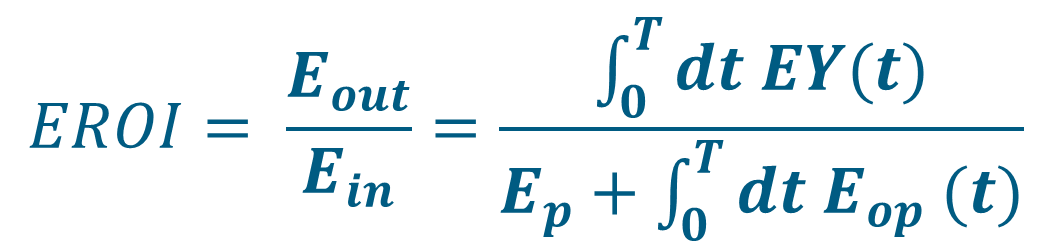 EROI = E_out / E_in = ∫_0^T dt EY(t) / E_p + ∫_0^T dt E_op (t)